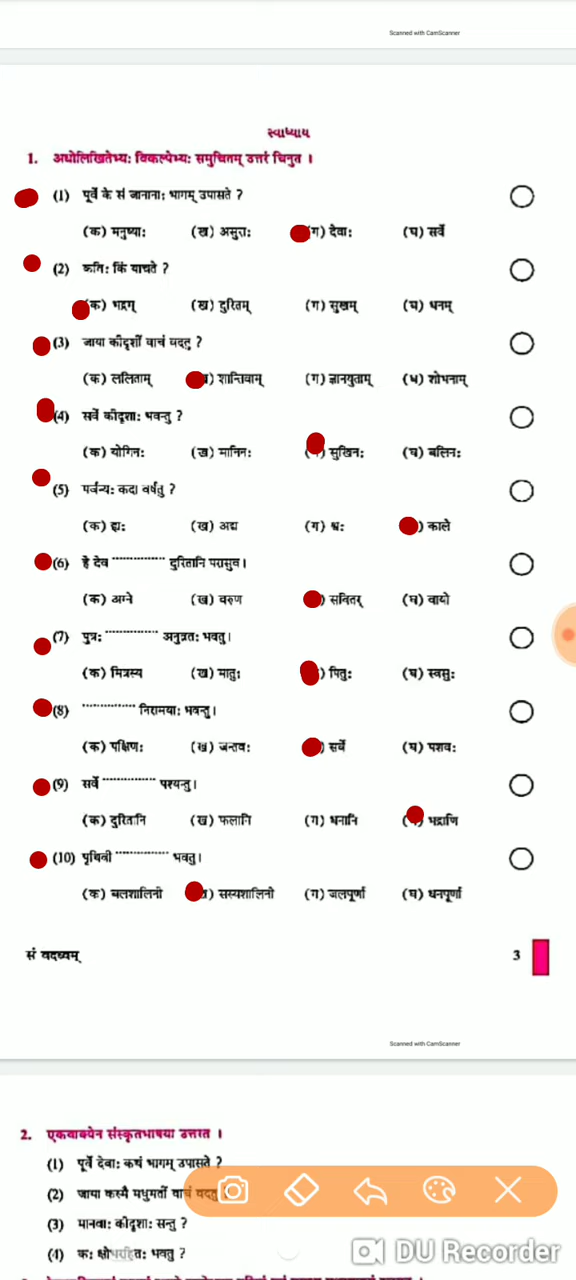 Scanned with CamScanner
स्वाध्याय
1. अधोलिखितेभ्यः विकल्पेभ्यः समुचितम् उत्तरं चिनुत ।
(1) पूर्वे के सं जानानाः भागम् उपासते ?
(क) मनुष्याः (ख) असुराः ग) देवाः (घ) सर्वे
(2) कविः किं याचते ?
क) भद्रम् (ख) दुरितम् (ग) सुखम् (घ) धनम्
(3) जाया कीदृशीं वाचं वदतु ?
(क) ललिताम् ) शान्तिवाम् (ग) ज्ञानयुताम् (घ) शोभनाम्
(4) सर्वे कीदृशाः भवन्तु ?
(क) योगिनः (ख) मानिनः सुखिनः (घ) बलिनः
(5) पर्जन्यः कदा वर्षतु ?
(क) ह्यः (ख) अद्य (ग) श्वः ) काले
(6) हे देव .............. दुरितानि परासुव ।
(क) अग्ने (ख) वरुण ) सवितर् (घ) वायो
(7) पुत्रः .............. अनुव्रतः भवतु ।
(क) मित्रस्य (ख) मातुः ) पितुः (घ) स्वसुः
(8) .............. निरामयाः भवन्तु ।
(क) पक्षिणः (ख) जन्तवः ) सर्वे (घ) पशवः
(9) सर्वे .............. पश्यन्तु ।
(क) दुरितानि (ख) फलानि (ग) धनानि ( ) भद्राणि
(10) पृथिवी .............. भवतु ।
(क) बलशालिनी ) सस्यशालिनी (ग) जलपूर्णा (घ) धनपूर्णा
सं वदध्वम् 3
Scanned with CamScanner
2. एकवाक्येन संस्कृतभाषया उत्तरत ।
(1) पूर्वे देवाः कथं भागम् उपासते ?
(2) जाया कस्मै मधुमतीं वाचं वदतु
(3) मानवाः कीदृशाः सन्तु ?
(4) कः क्षोभरहितः भवतु ?
DU Recorder